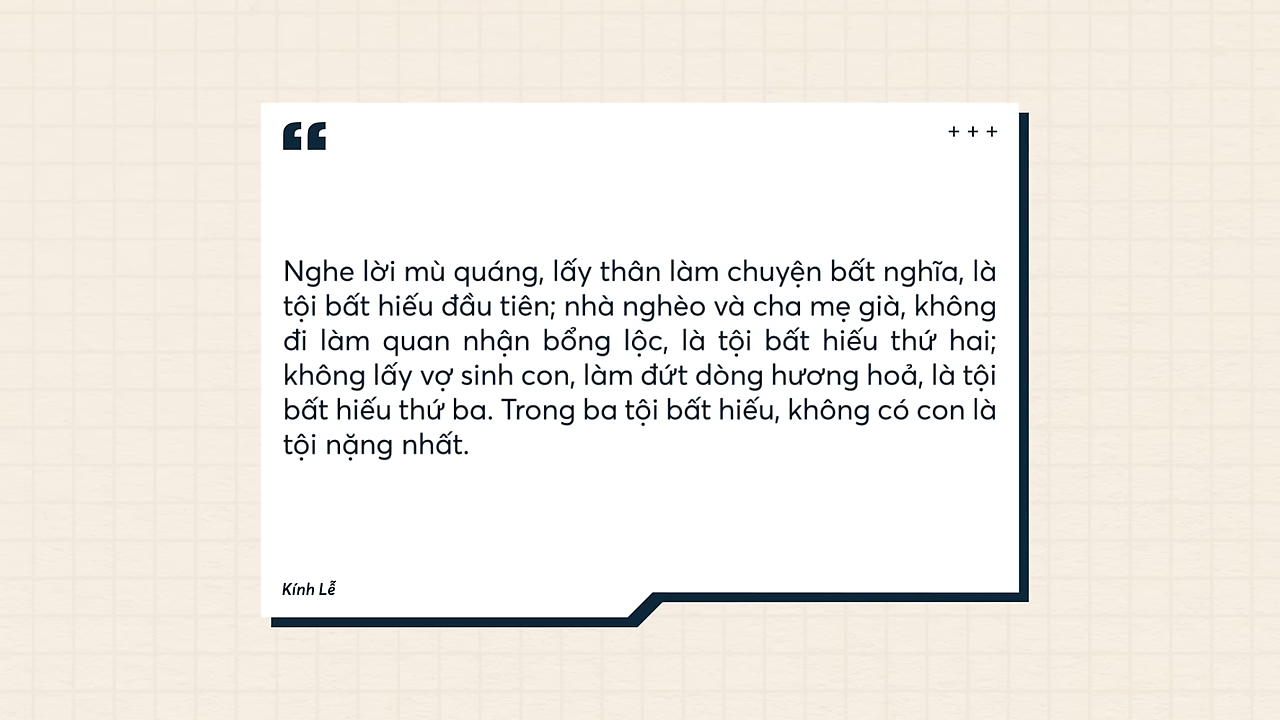 “
+ + +
Nghe lời mù quáng, lấy thân làm chuyện bất nghĩa, là
tội bất hiếu đầu tiên; nhà nghèo và cha mẹ già, không
đi làm quan nhận bổng lộc, là tội bất hiếu thứ hai;
không lấy vợ sinh con, làm đứt dòng hương hoả, là tội
bất hiếu thứ ba. Trong ba tội bất hiếu, không có con là
tội nặng nhất.
Kính Lễ